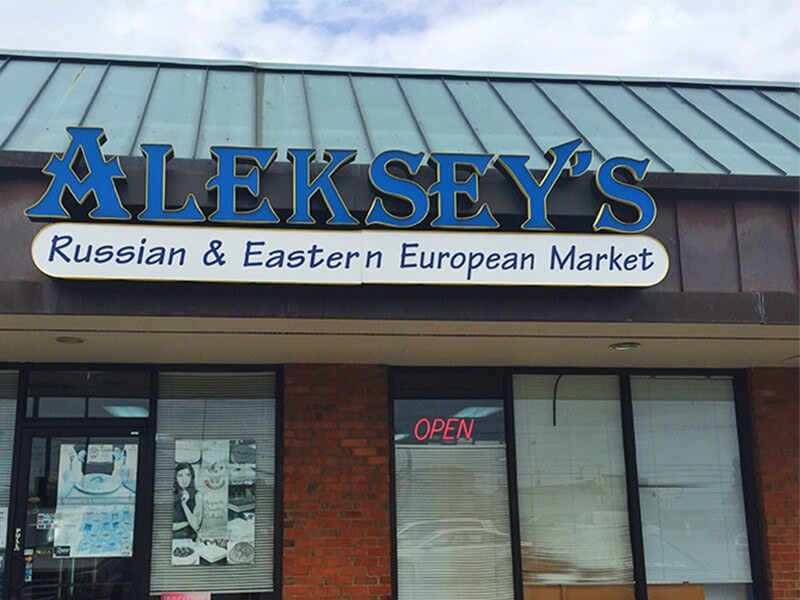 ALEKSEY'S
Russian & Eastern European Market
OPEN